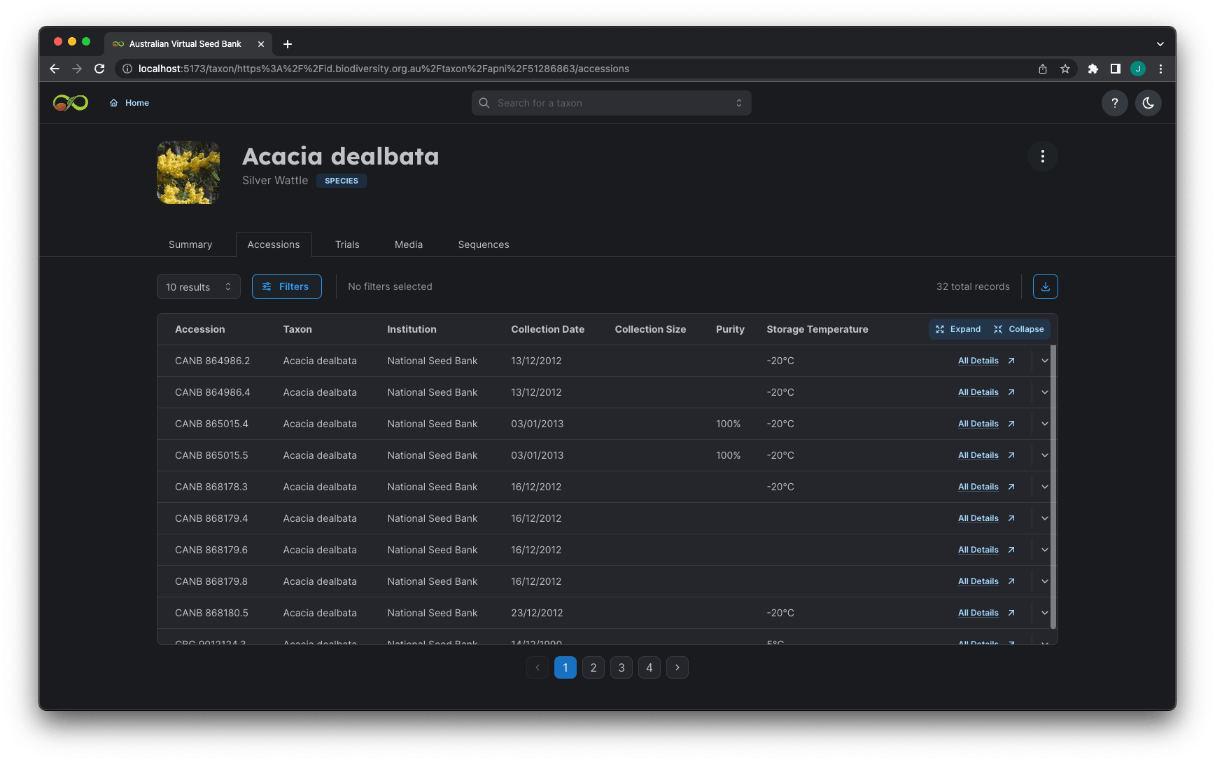 Australian Virtual Seed Bank
localhost:5173/taxon/https%3A%2F%2Fid.biodiversity.org.au%2Ftaxon%2Fapni%2F51286863/accessions
J
Home
Search for a taxon
?
Acacia dealbata
Silver Wattle SPECIES
Summary Accessions Trials Media Sequences
10 results Filters No filters selected 32 total records
Accession Taxon Institution Collection Date Collection Size Purity Storage Temperature Expand Collapse
CANB 864986.2 Acacia dealbata National Seed Bank 13/12/2012 -20°C All Details
CANB 864986.4 Acacia dealbata National Seed Bank 13/12/2012 -20°C All Details
CANB 865015.4 Acacia dealbata National Seed Bank 03/01/2013 100% -20°C All Details
CANB 865015.5 Acacia dealbata National Seed Bank 03/01/2013 100% -20°C All Details
CANB 868178.3 Acacia dealbata National Seed Bank 16/12/2012 -20°C All Details
CANB 868179.4 Acacia dealbata National Seed Bank 16/12/2012 All Details
CANB 868179.6 Acacia dealbata National Seed Bank 16/12/2012 All Details
CANB 868179.8 Acacia dealbata National Seed Bank 16/12/2012 All Details
CANB 868180.5 Acacia dealbata National Seed Bank 23/12/2012 -20°C All Details
CBG 9012124.3 Acacia dealbata National Seed Bank 14/12/1990 5°C All Details
1 2 3 4